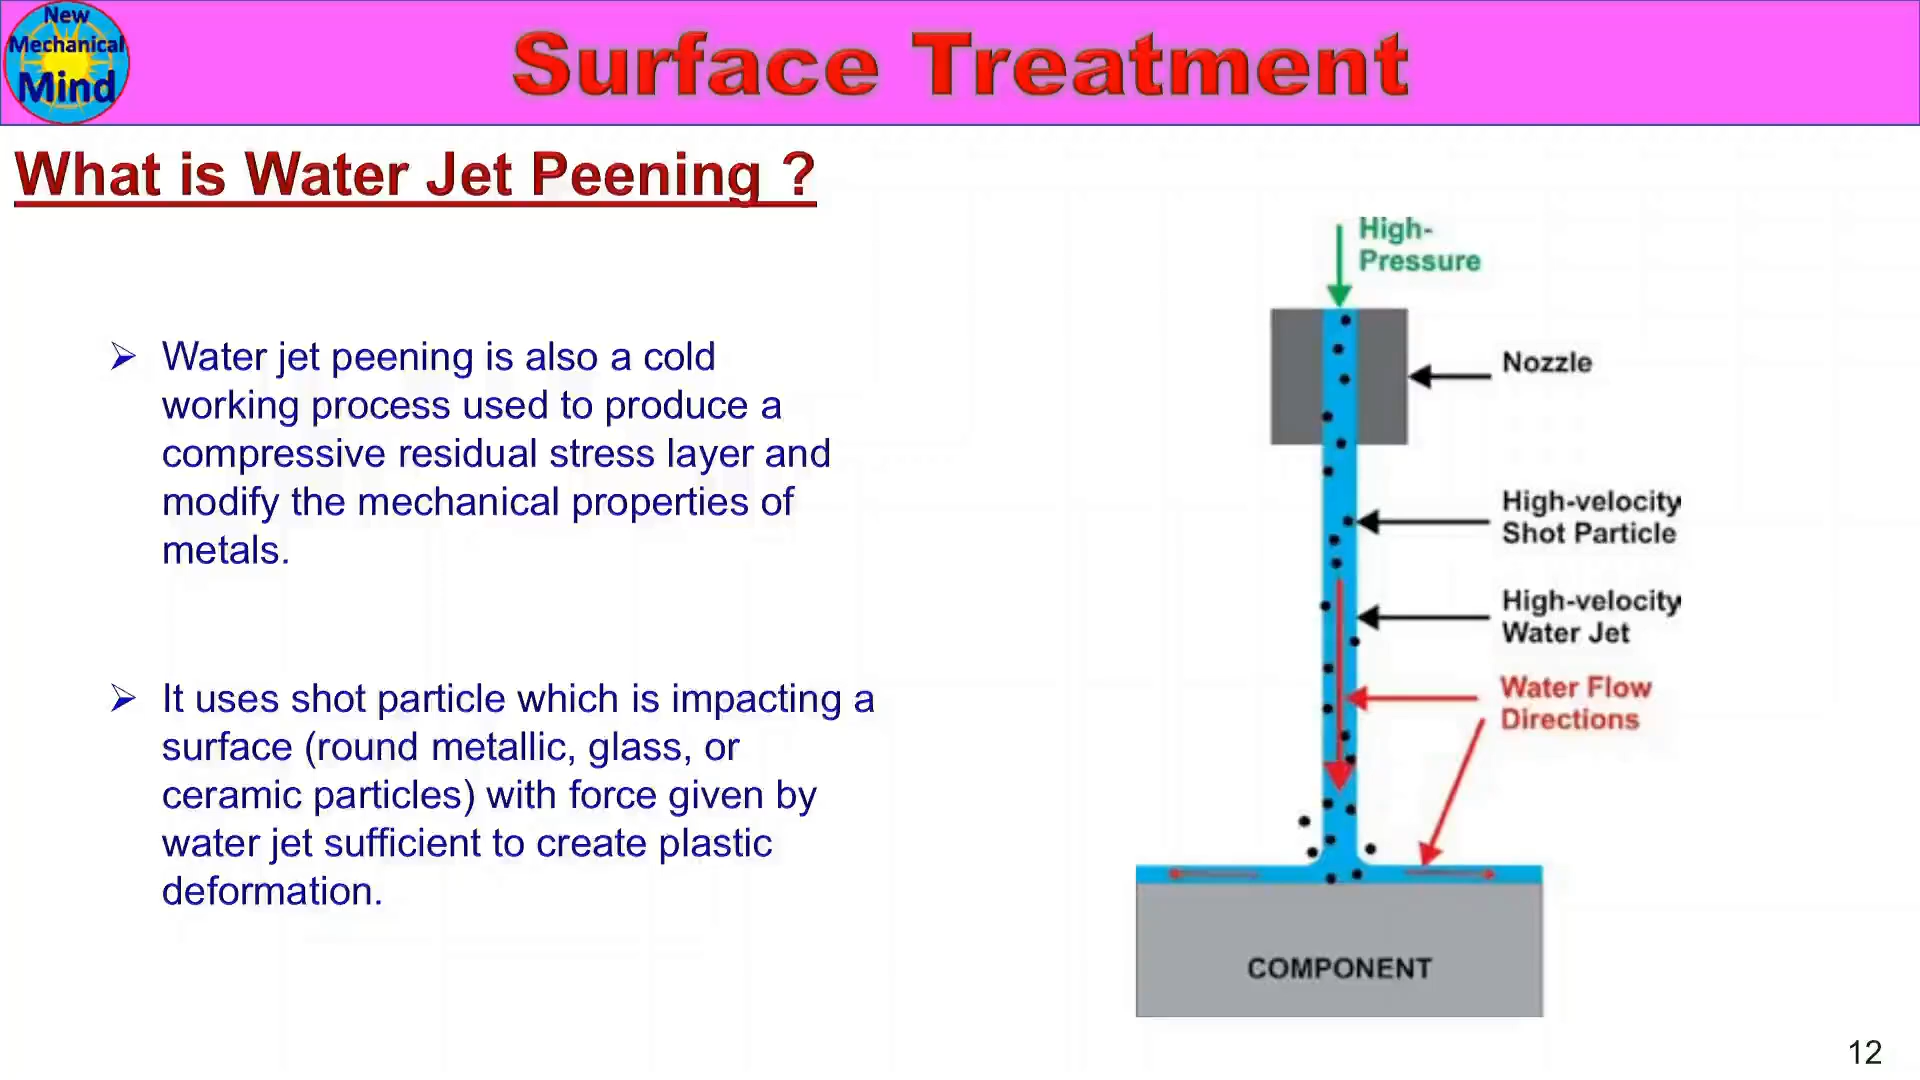 New
Mechanical
Mind
Surface Treatment
What is Water Jet Peening ?
➢ Water jet peening is also a cold
working process used to produce a
compressive residual stress layer and
modify the mechanical properties of
metals.
➢ It uses shot particle which is impacting a
surface (round metallic, glass, or
ceramic particles) with force given by
water jet sufficient to create plastic
deformation.
High-
Pressure
Nozzle
High-velocity
Shot Particle
High-velocity
Water Jet
Water Flow
Directions
COMPONENT
12